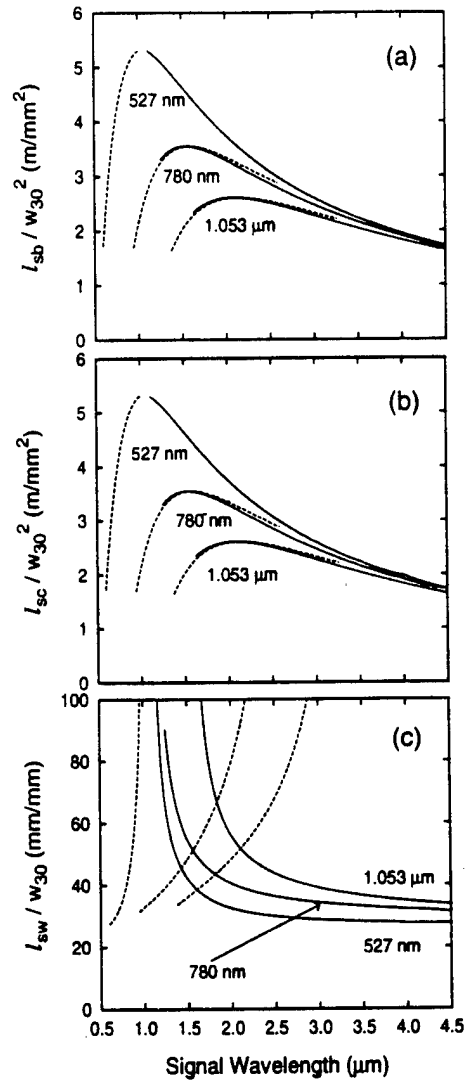 6
5
4
3
2
1
0
l_sb / w_30^2 (m/mm^2)
(a)
527 nm
780 nm
1.053 μm
6
5
4
3
2
1
0
l_sc / w_30^2 (m/mm^2)
(b)
527 nm
780 nm
1.053 μm
100
80
60
40
20
0
l_sw / w_30 (mm/mm)
(c)
1.053 μm
527 nm
780 nm
0.5 1.0 1.5 2.0 2.5 3.0 3.5 4.0 4.5
Signal Wavelength (μm)